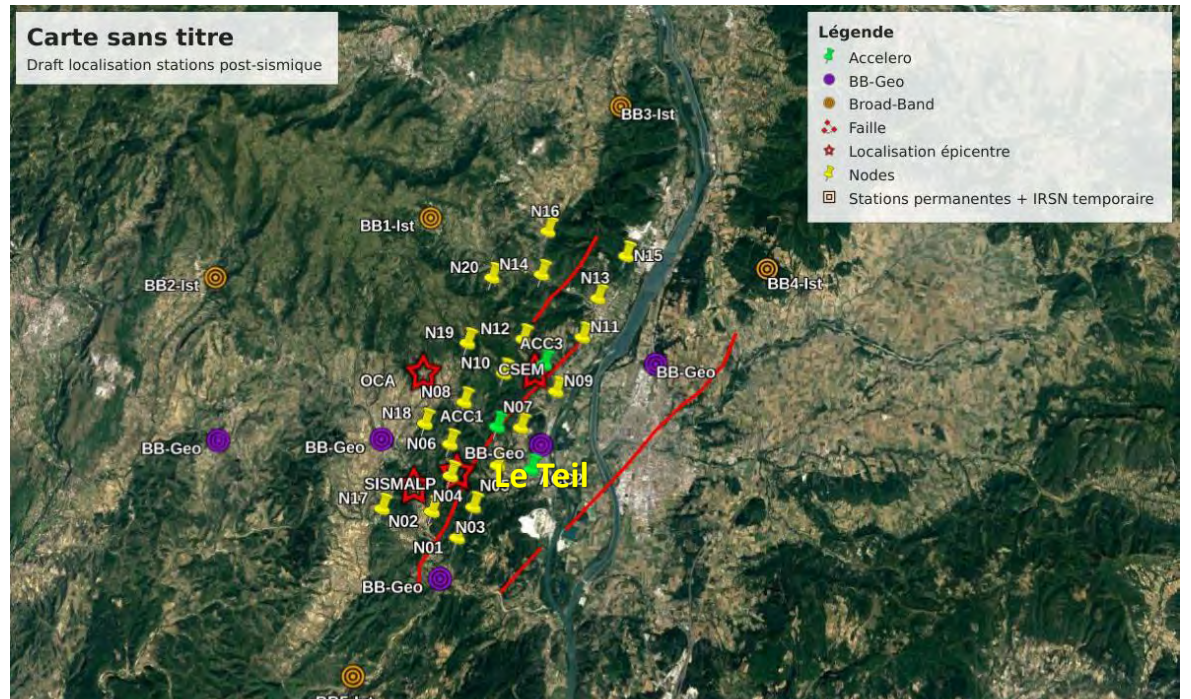 Carte sans titre
Draft localisation stations post-sismique
Légende
Accelero
BB-Geo
Broad-Band
Faille
Localisation épicentre
Nodes
Stations permanentes + IRSN temporaire
BB3-Ist
N16
BB1-Ist
N15
N20
N14
BB2-Ist
BB4-Ist
N13
N19
N12
N11
ACC3
N10
CSEM
BB-Geo
OCA
N09
N08
N18
ACC1
N07
BB-Geo
BB-Geo
N06
BB-Geo
Le Teil
SISMALP
N17
N04
N02
N03
N01
BB-Geo